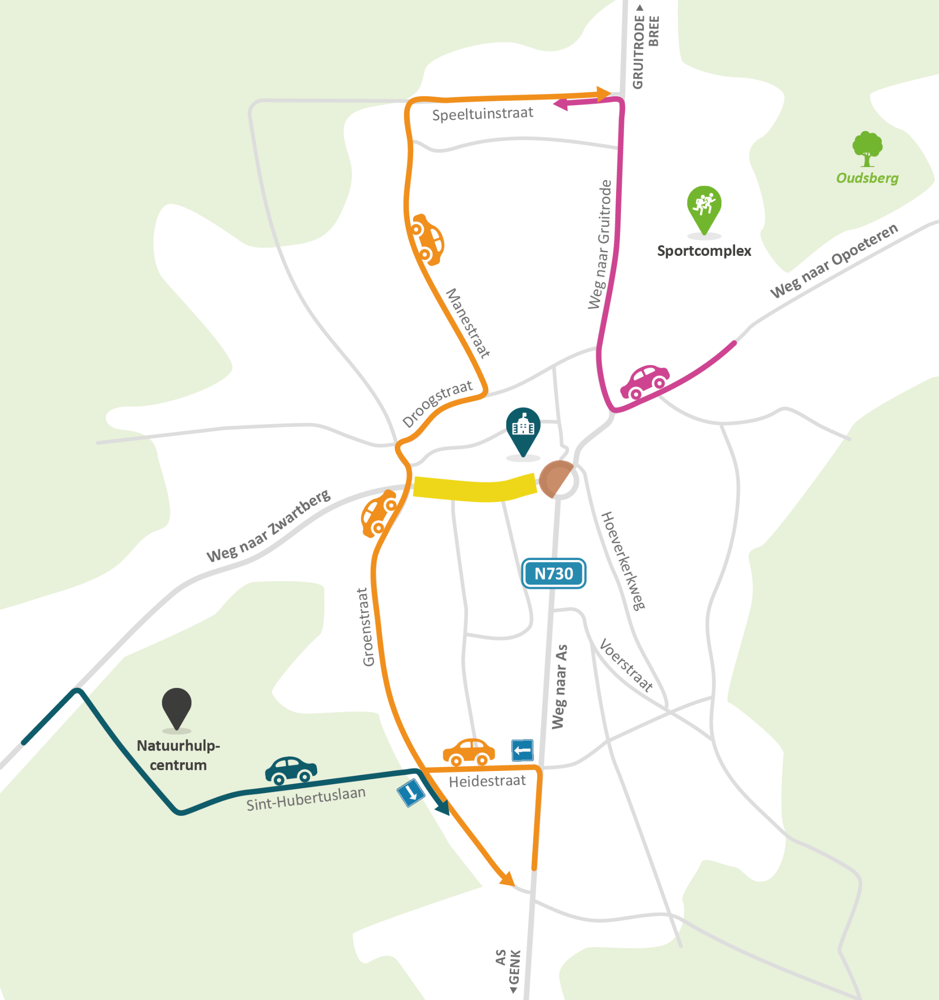 GRUITRODE
BREE
Speeltuinstraat
Oudsberg
Weg naar Gruitrode
Sportcomplex
Weg naar Opoeteren
Manestraat
Droogstraat
Weg naar Zwartberg
Hoeverkerkweg
N730
Groenstraat
Voerstraat
Weg naar As
Natuurhulp-
centrum
Heidestraat
Sint-Hubertuslaan
AS
GENK